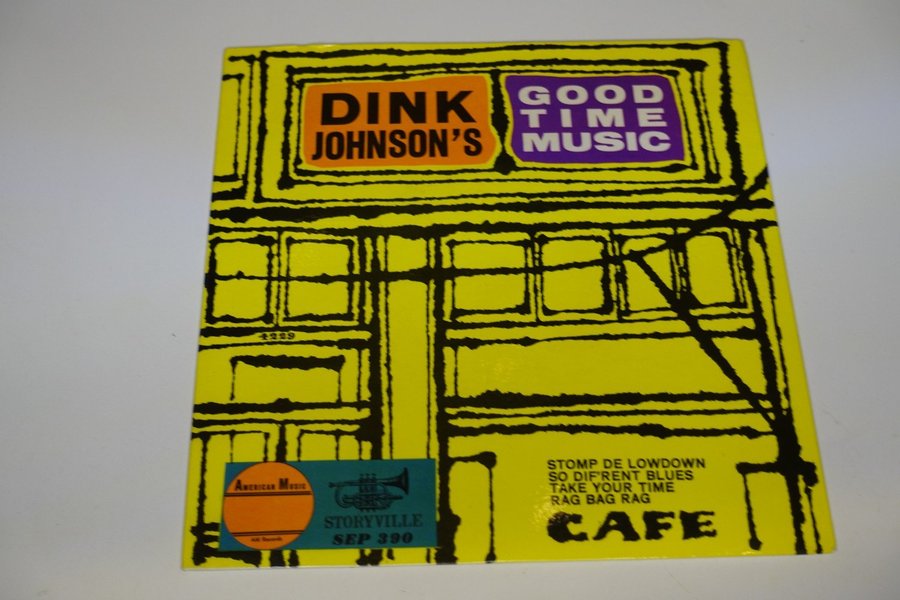 DINK
JOHNSON'S
GOOD
TIME
MUSIC
4229
STOMP DE LOWDOWN
SO DIF'RENT BLUES
TAKE YOUR TIME
RAG BAG RAG
CAFE
AMERICAN MUSIC
STORYVILLE
SEP 390